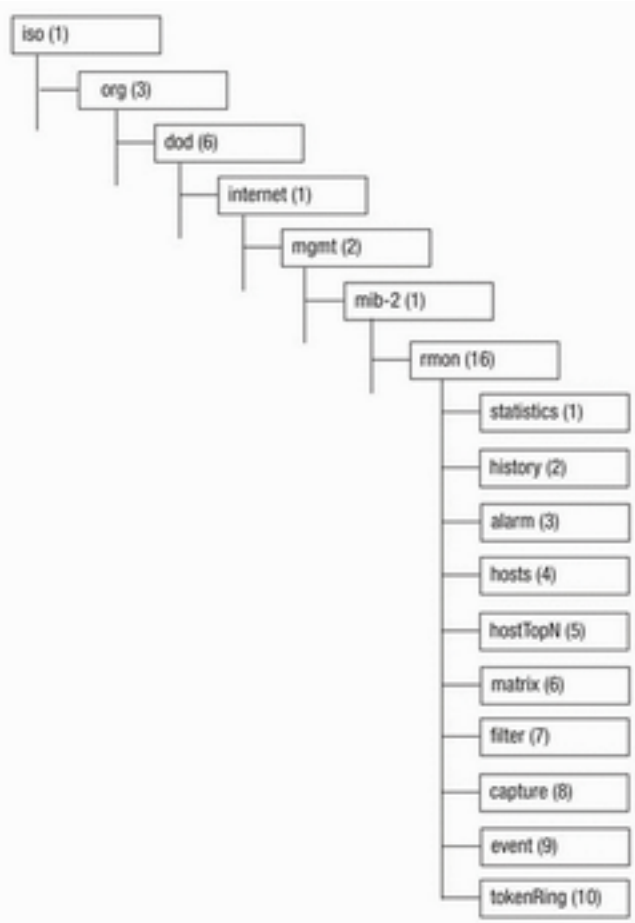 iso (1)
org (3)
dod (6)
internet (1)
mgmt (2)
mib-2 (1)
rmon (16)
statistics (1)
history (2)
alarm (3)
hosts (4)
hostTopN (5)
matrix (6)
filter (7)
capture (8)
event (9)
tokenRing (10)